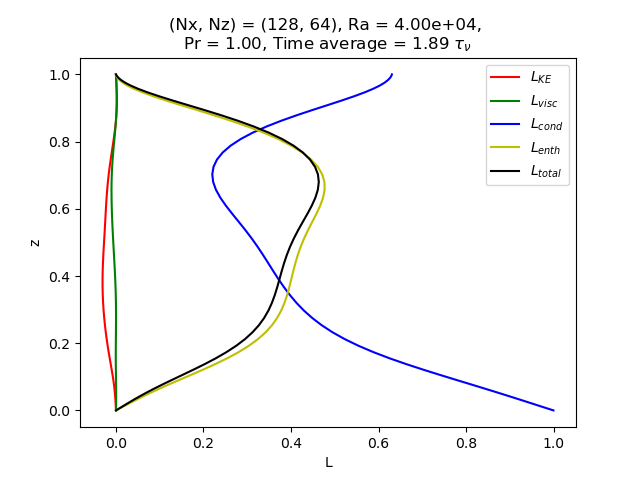 (Nx, Nz) = (128, 64), Ra = 4.00e+04,
Pr = 1.00, Time average = 1.89 τ_ν
L_KE
L_visc
L_cond
L_enth
L_total
z
1.0
0.8
0.6
0.4
0.2
0.0
0.0 0.2 0.4 0.6 0.8 1.0
L